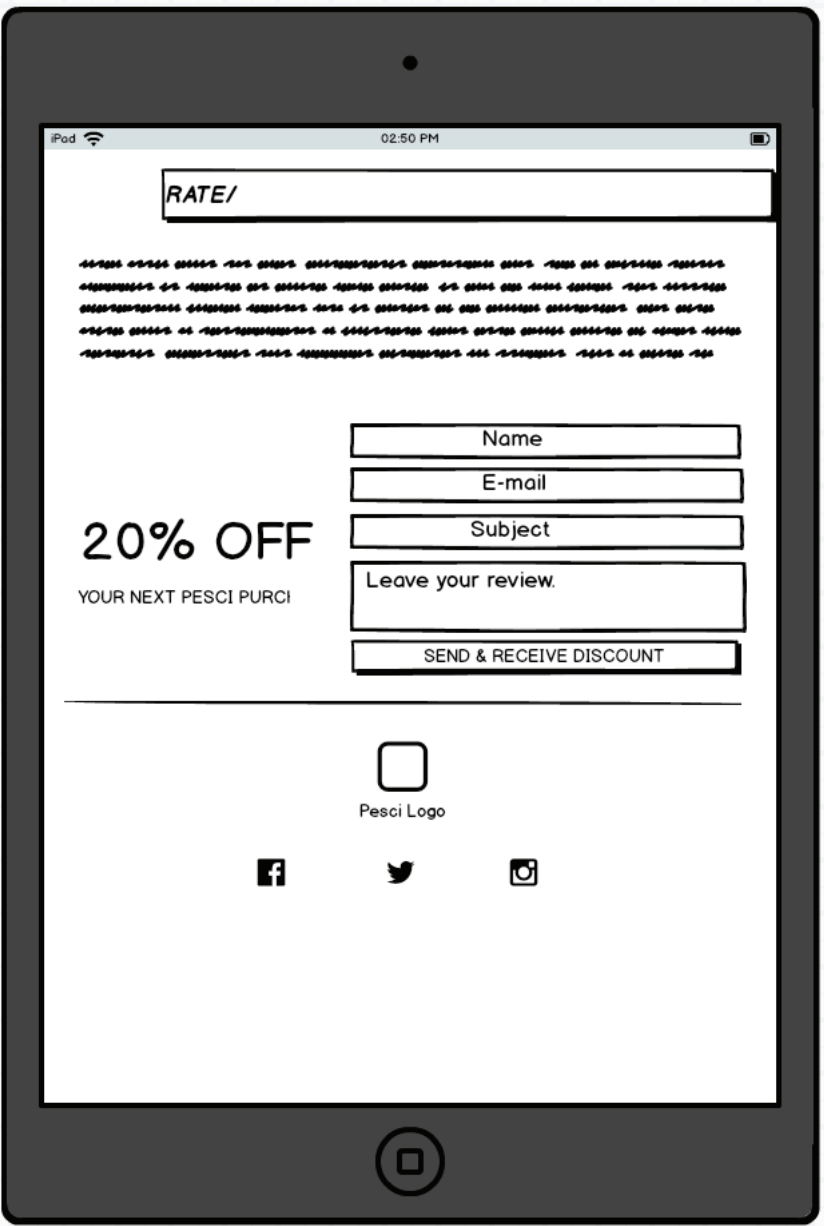 iPad 02:50 PM
RATE/
Name
E-mail
Subject
20% OFF
Leave your review.
YOUR NEXT PESCI PURCH
SEND & RECEIVE DISCOUNT
Pesci Logo